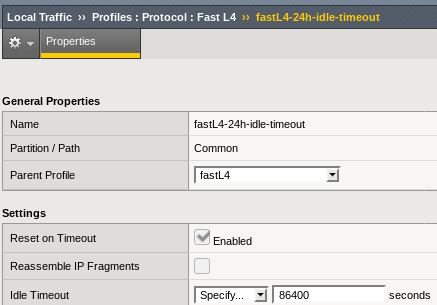 Local Traffic ›› Profiles : Protocol : Fast L4 ›› fastL4-24h-idle-timeout
Properties
General Properties
Name fastL4-24h-idle-timeout
Partition / Path Common
Parent Profile fastL4
Settings
Reset on Timeout Enabled
Reassemble IP Fragments
Idle Timeout Specify... 86400 seconds